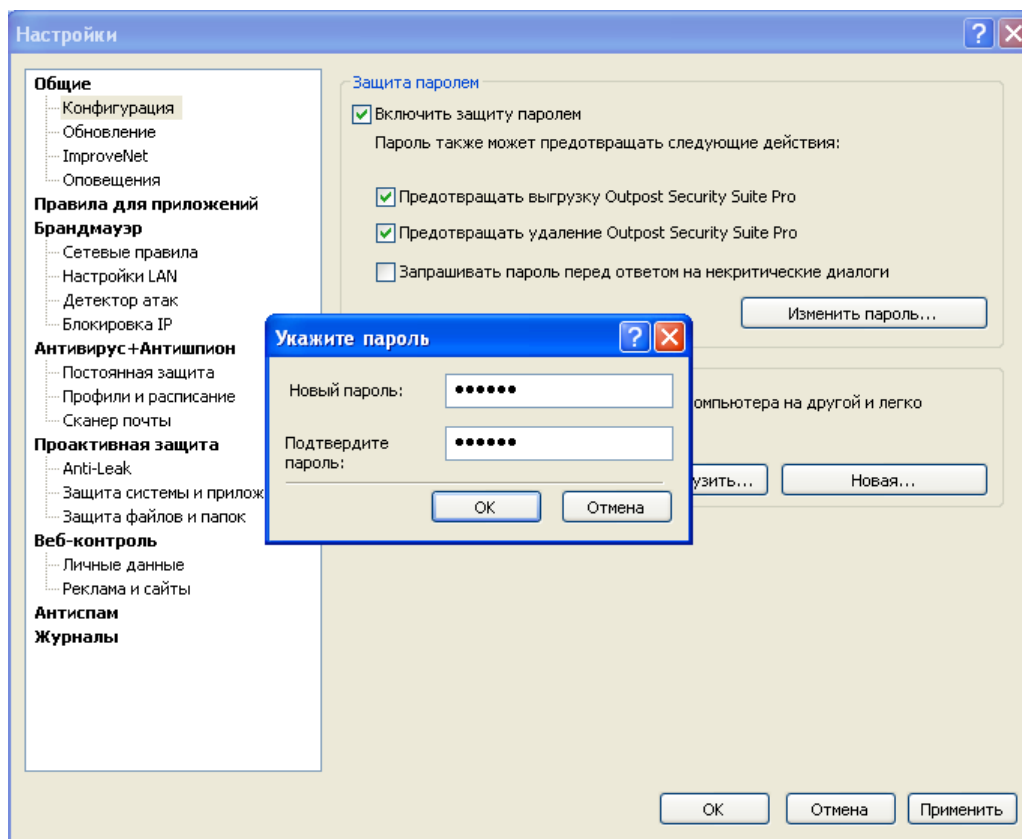 Настройки
Общие
Конфигурация
Обновление
ImproveNet
Оповещения
Правила для приложений
Брандмауэр
Сетевые правила
Настройки LAN
Детектор атак
Блокировка IP
Антивирус+Антишпион
Постоянная защита
Профили и расписание
Сканер почты
Проактивная защита
Anti-Leak
Защита системы и прилож
Защита файлов и папок
Веб-контроль
Личные данные
Реклама и сайты
Антиспам
Журналы
Защита паролем
Включить защиту паролем
Пароль также может предотвращать следующие действия:
Предотвращать выгрузку Outpost Security Suite Pro
Предотвращать удаление Outpost Security Suite Pro
Запрашивать пароль перед ответом на некритические диалоги
Изменить пароль...
омпьютера на другой и легко
узить...
Новая...
Укажите пароль
Новый пароль:
••••••
Подтвердите
пароль:
••••••
ОК
Отмена
ОК
Отмена
Применить